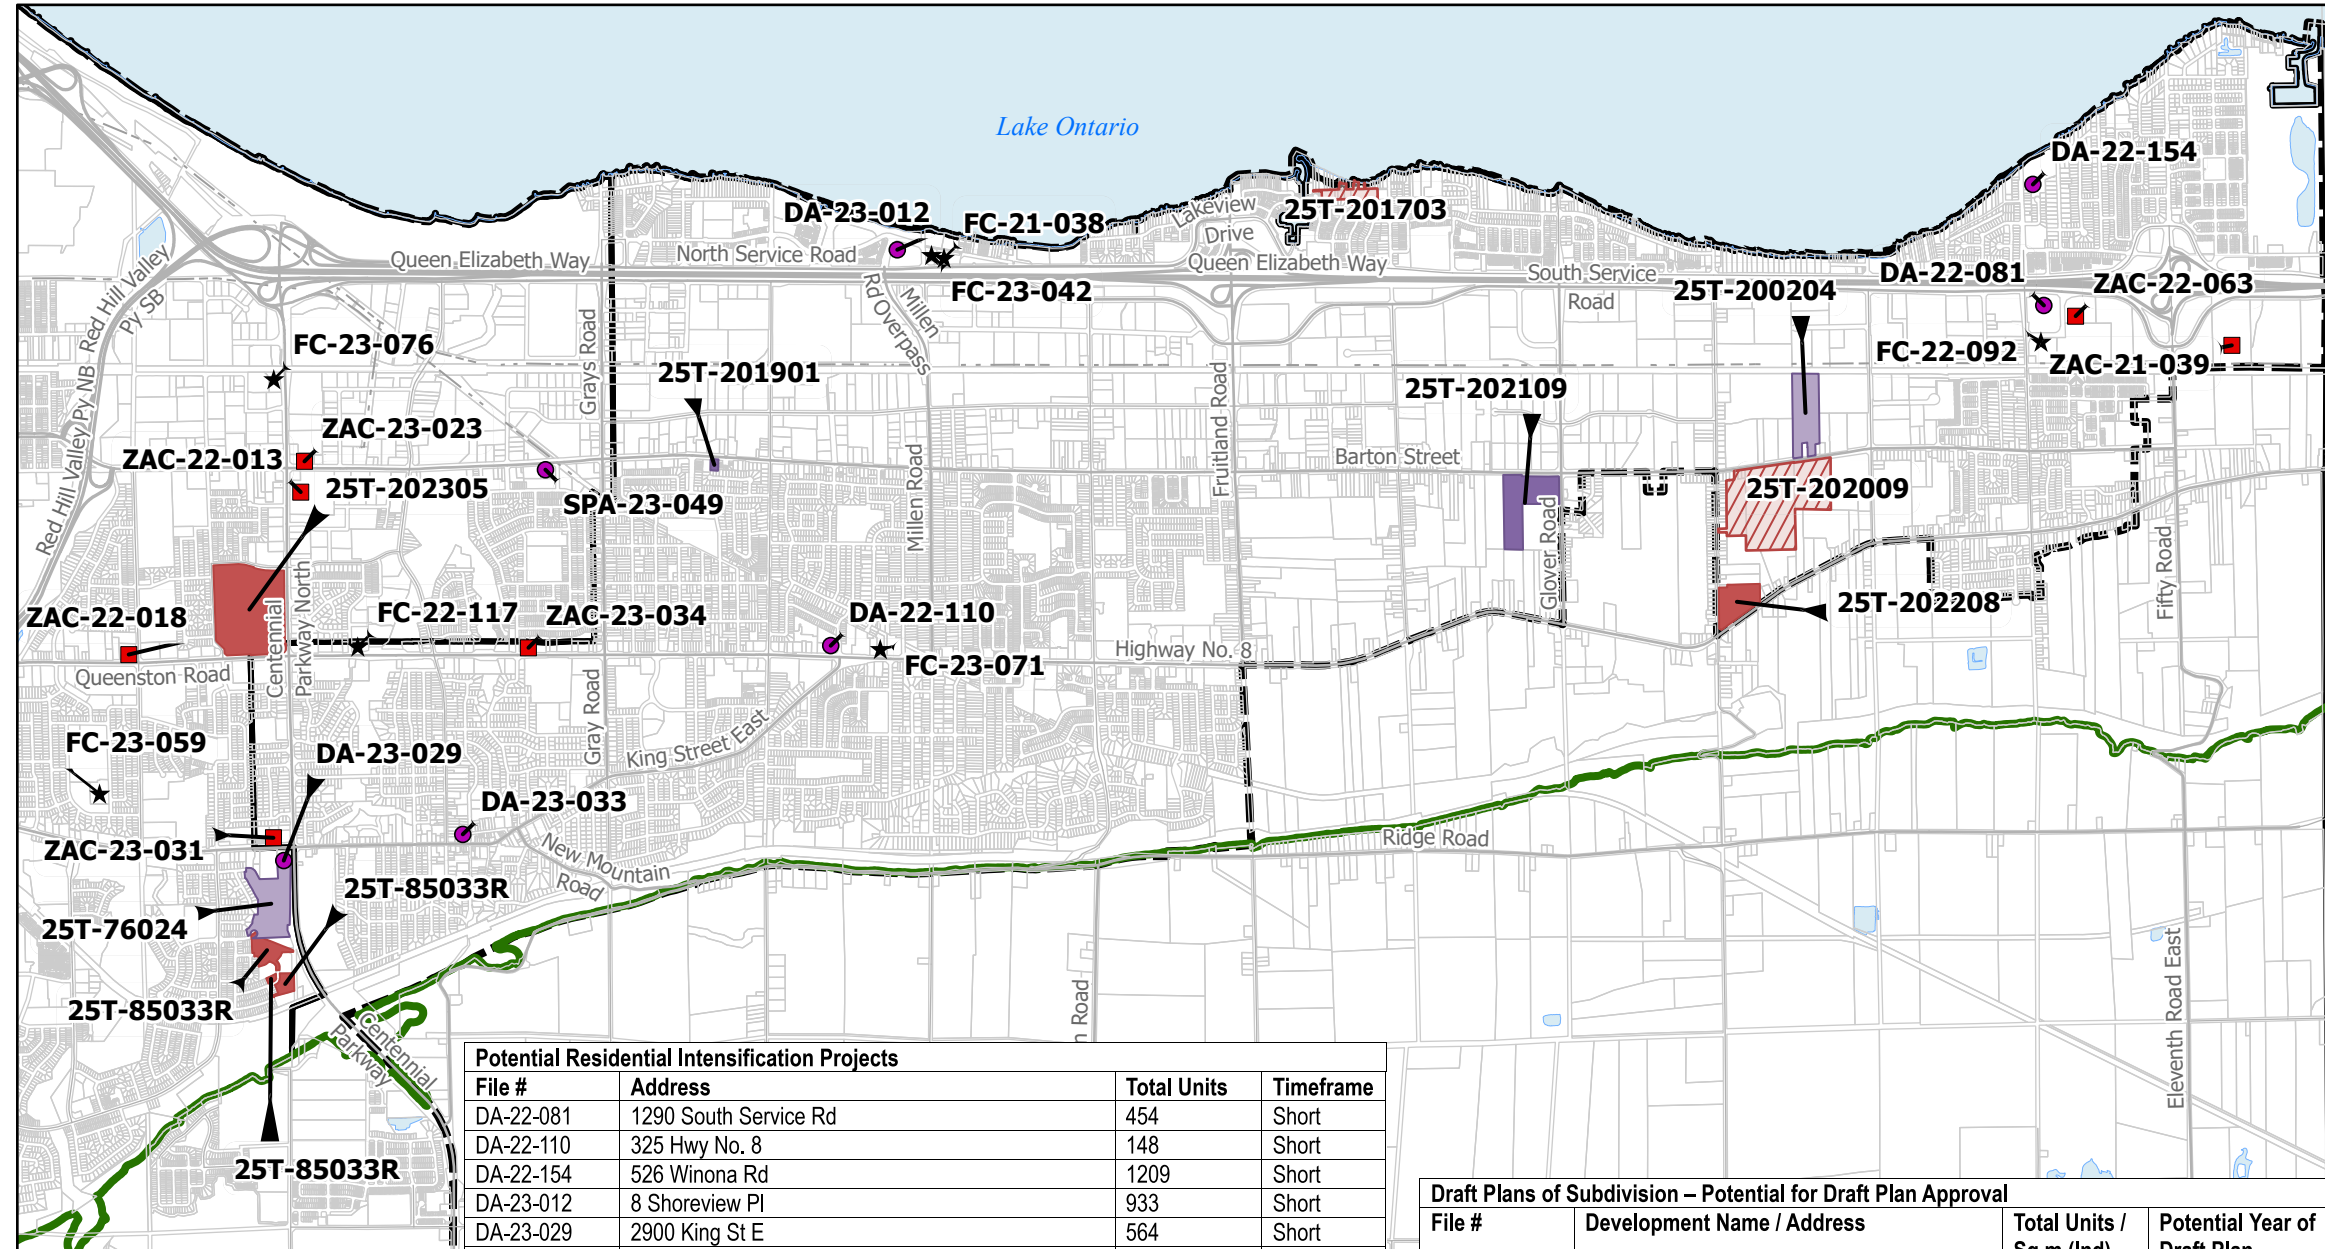 Lake Ontario
DA-22-154
DA-23-012
FC-21-038
Lakeview
Drive
25T-201703
Queen Elizabeth Way
North Service Road
Queen Elizabeth Way
South Service
Road
DA-22-081
ZAC-22-063
Red Hill Valley Py NB
Red Hill Valley
Py SB
Millen
Rd Overpass
FC-23-042
25T-200204
FC-23-076
Grays Road
25T-201901
Fruitland Road
25T-202109
FC-22-092
ZAC-21-039
ZAC-23-023
ZAC-22-013
25T-202305
SPA-23-049
Millen Road
Barton Street
25T-202009
Glover Road
Fifty Road
ZAC-22-018
Centennial
Parkway North
FC-22-117
ZAC-23-034
DA-22-110
25T-202208
Queenston Road
FC-23-071
Highway No. 8
FC-23-059
DA-23-029
Gray Road
King Street East
ZAC-23-031
DA-23-033
New Mountain
Road
Ridge Road
25T-76024
25T-85033R
25T-85033R
Centennial
Parkway
n Road
Eleventh Road East
25T-85033R
Potential Residential Intensification Projects
File # Address Total Units Timeframe
DA-22-081 1290 South Service Rd 454 Short
DA-22-110 325 Hwy No. 8 148 Short
DA-22-154 526 Winona Rd 1209 Short
DA-23-012 8 Shoreview Pl 933 Short
DA-23-029 2900 King St E 564 Short
Draft Plans of Subdivision – Potential for Draft Plan Approval
File # Development Name / Address Total Units / Potential Year of
Sq m (Ind) Draft Plan